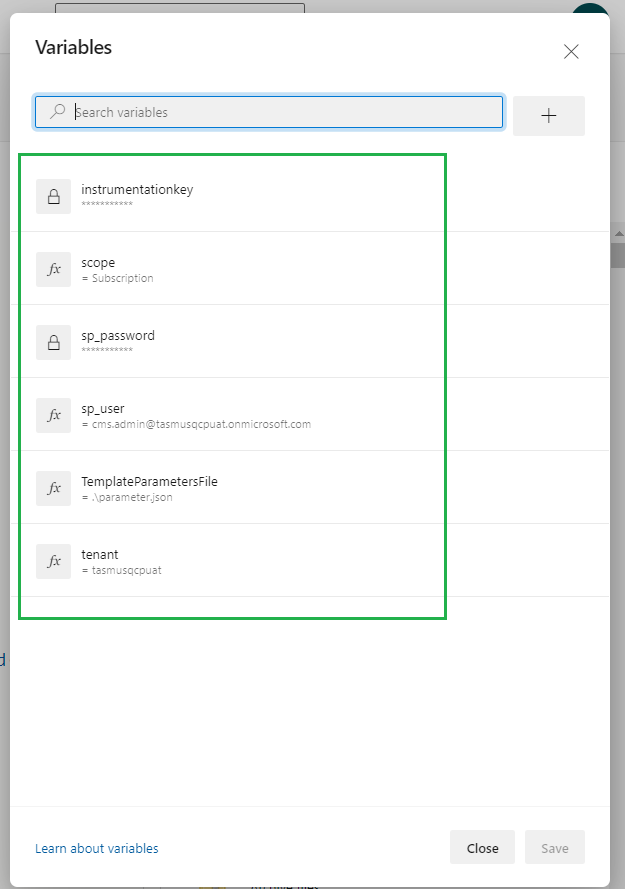 Variables
Search variables
instrumentationkey
***********
fx
scope
= Subscription
sp_password
***********
fx
sp_user
= cms.admin@tasmusqcpuat.onmicrosoft.com
fx
TemplateParametersFile
= .\parameter.json
fx
tenant
= tasmusqcpuat
Learn about variables
Close
Save